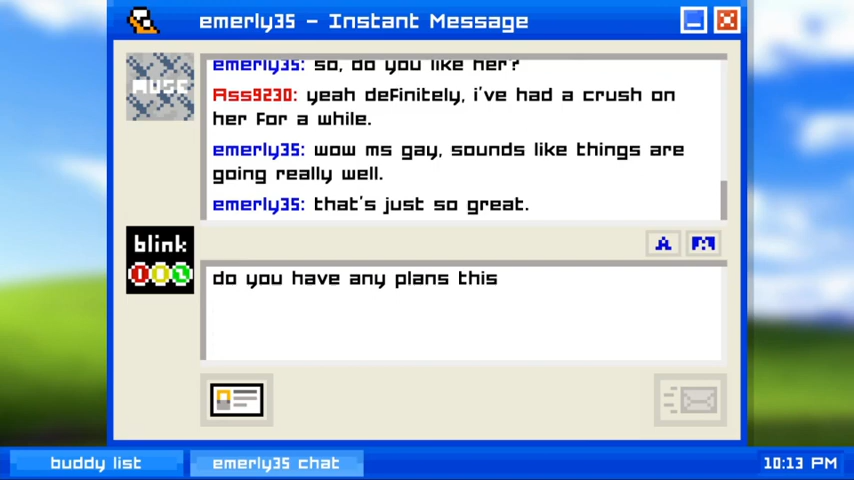 emerly35 - Instant Message
MUSE
emerly35: so, do you like her?
Ass9230: yeah definitely, i've had a crush on
her for a while.
emerly35: wow ms gay, sounds like things are
going really well.
emerly35: that's just so great.
A
blink
182
do you have any plans this
buddy list
emerly35 chat
10:13 PM